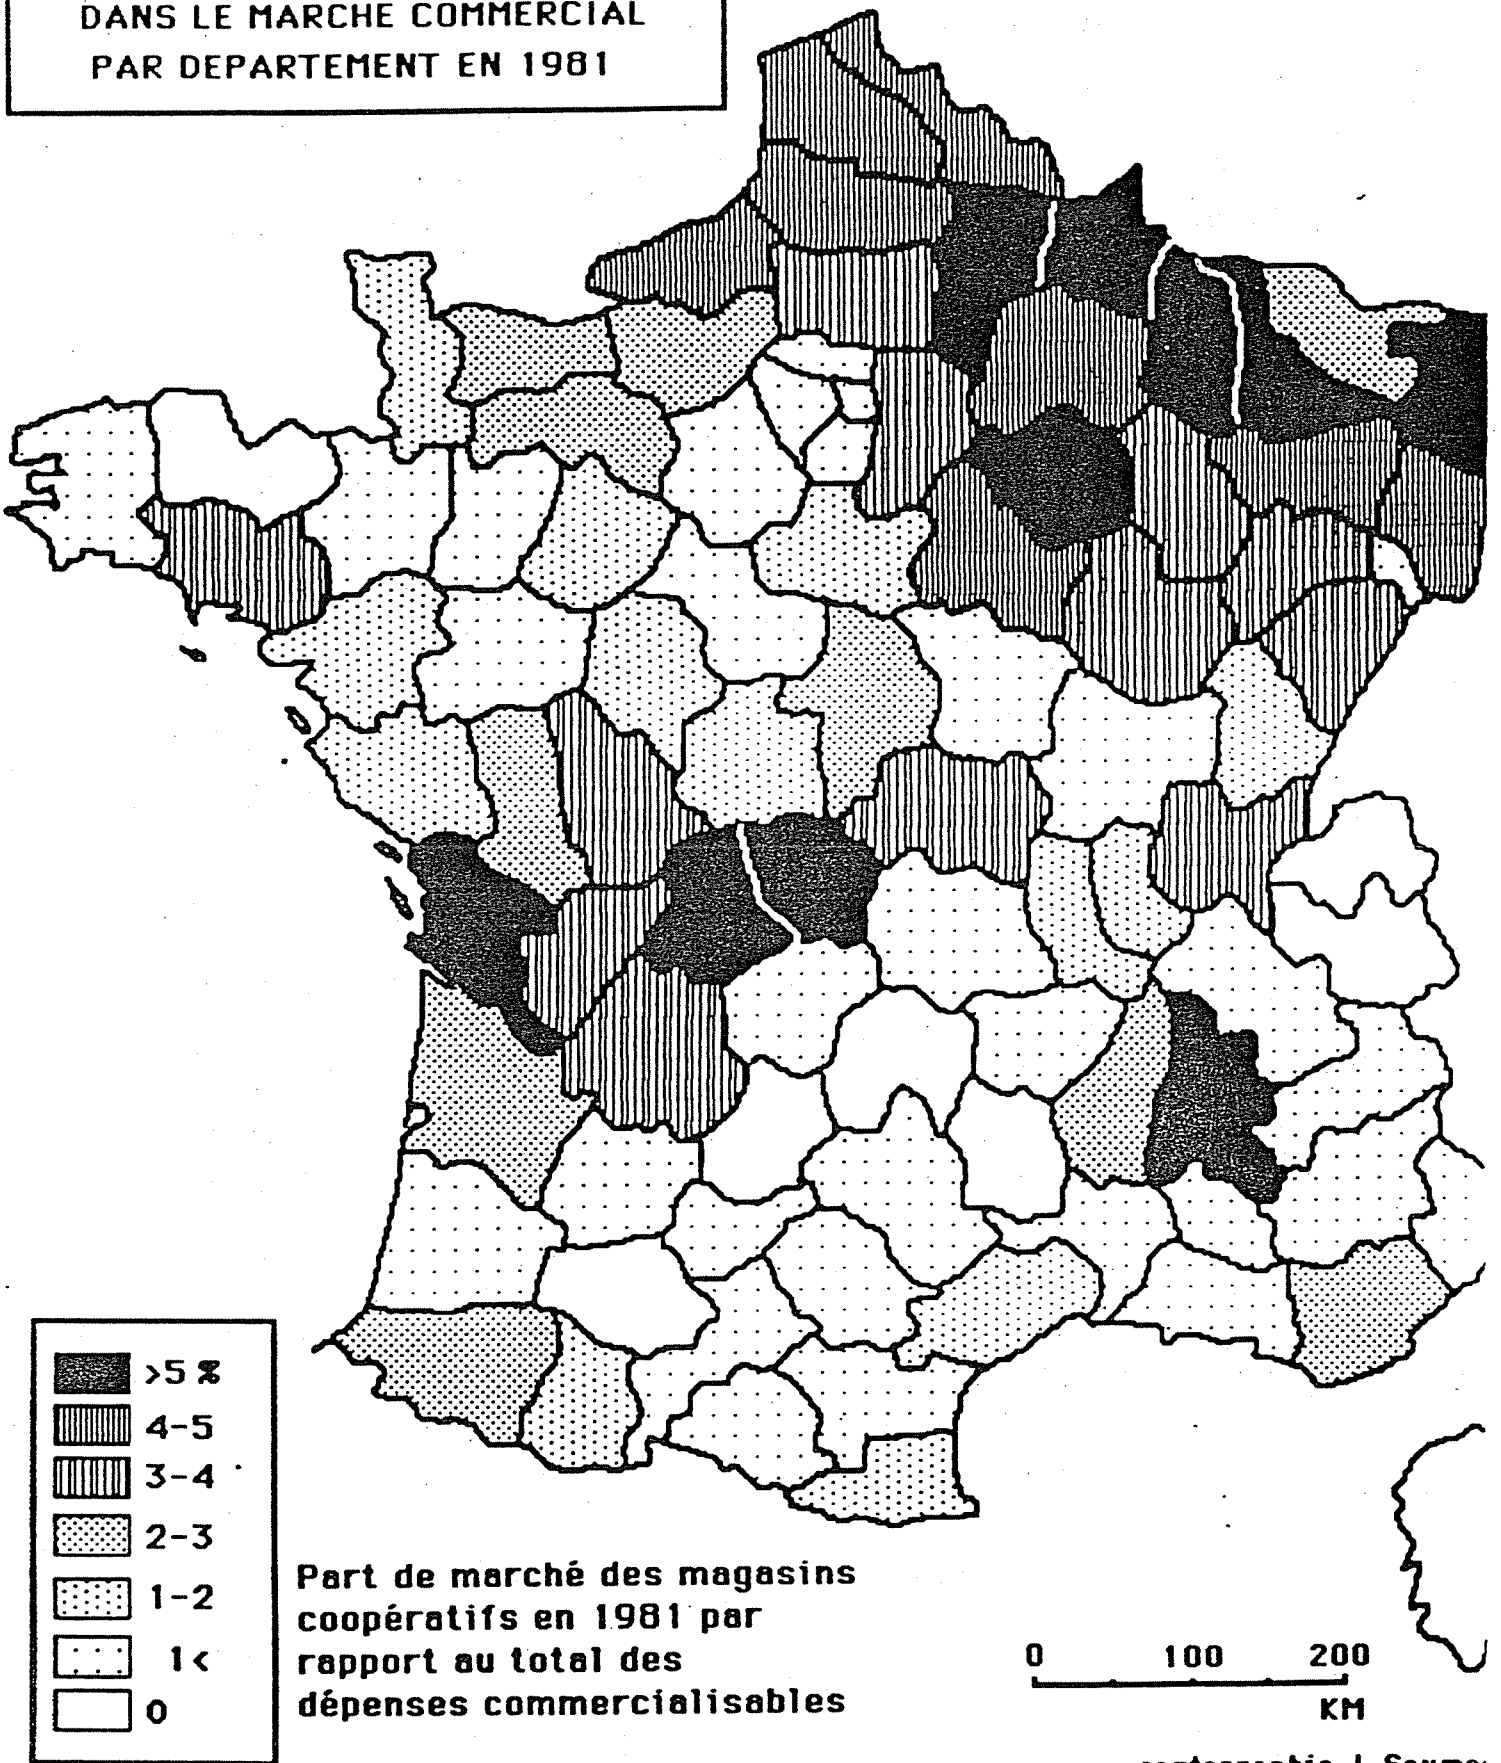 DANS LE MARCHE COMMERCIAL
PAR DEPARTEMENT EN 1981
>5 %
4-5
3-4
2-3
1-2
1<
0
Part de marché des magasins
coopératifs en 1981 par
rapport au total des
dépenses commercialisables
0 100 200
KM